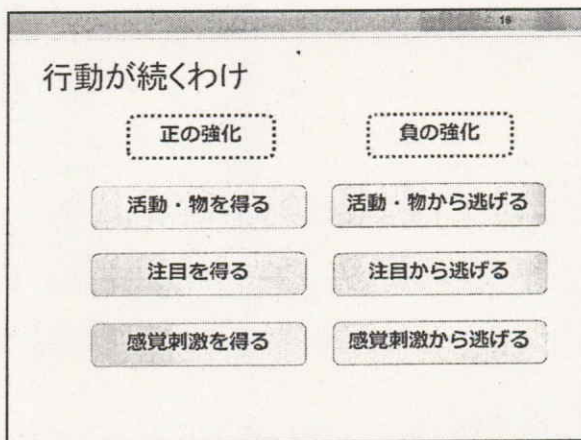 16
行動が続くわけ
正の強化
負の強化
活動・物を得る
活動・物から逃げる
注目を得る
注目から逃げる
感覚刺激を得る
感覚刺激から逃げる